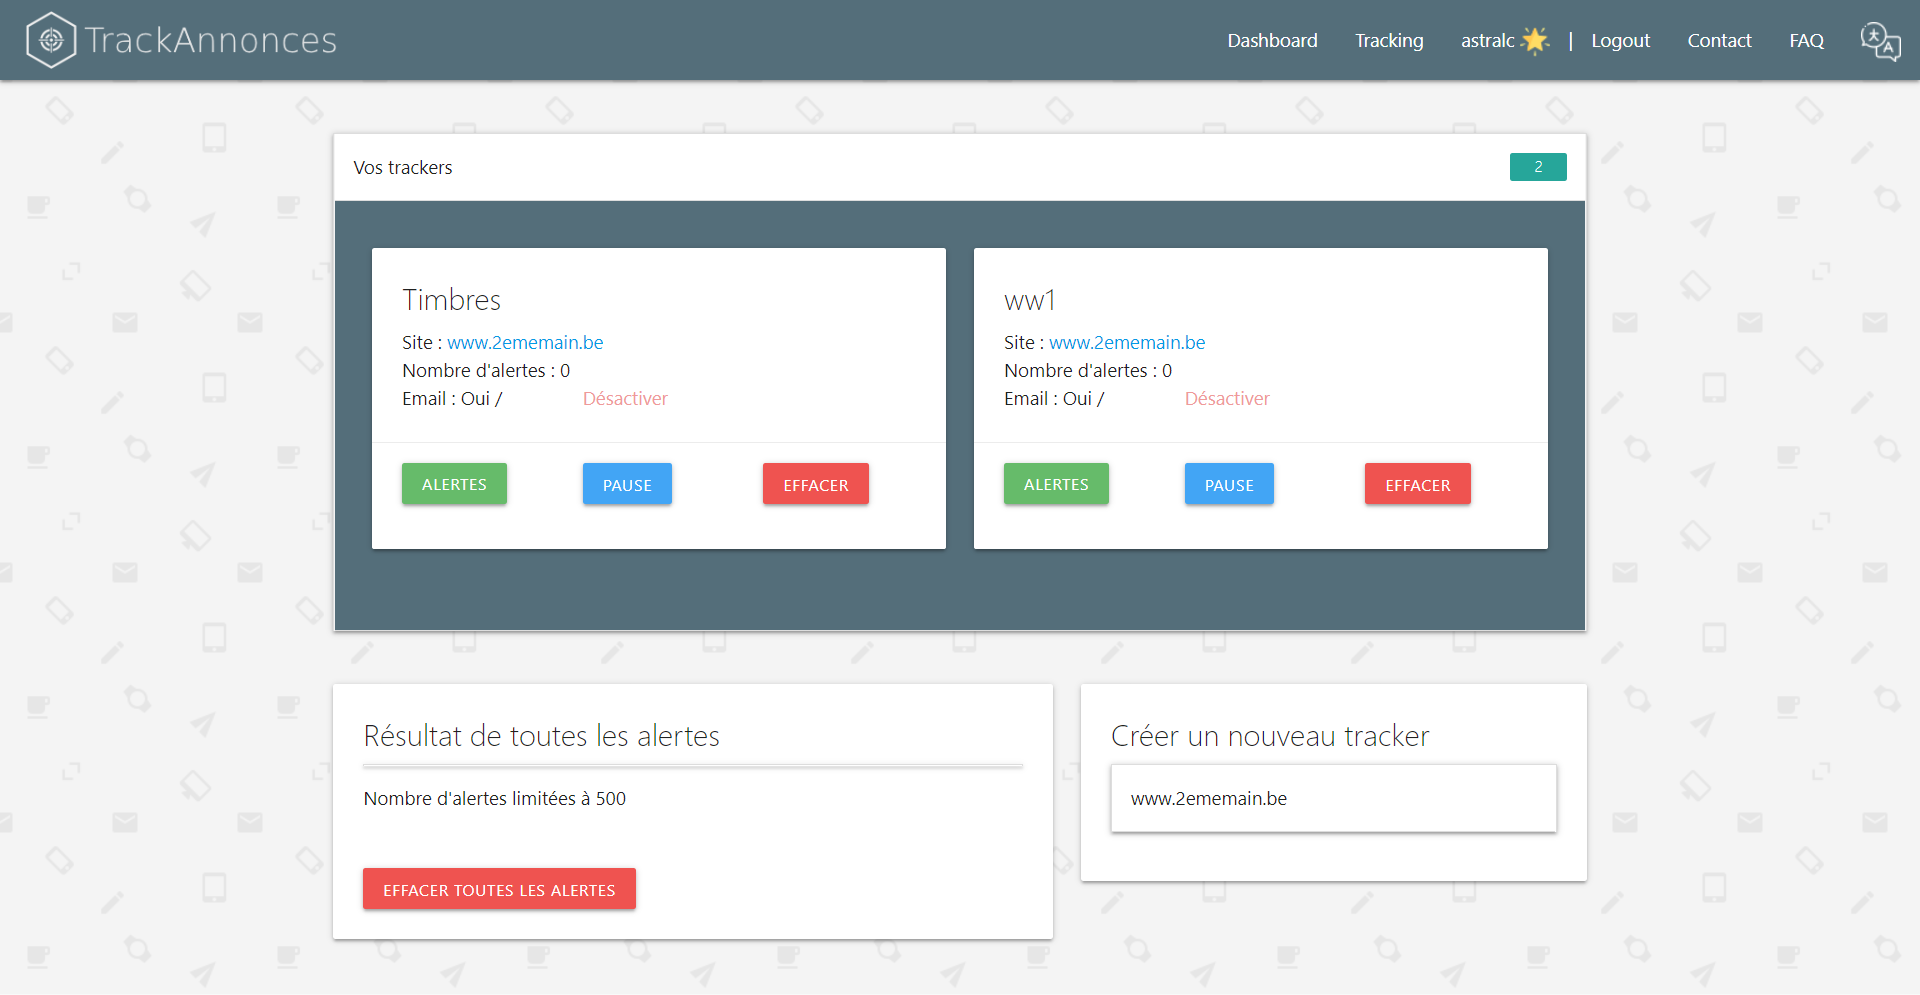 TrackAnnonces
Dashboard Tracking astralc | Logout Contact FAQ
Vos trackers 2
Timbres
Site : www.2ememain.be
Nombre d'alertes : 0
Email : Oui / Désactiver
ALERTES PAUSE EFFACER
ww1
Site : www.2ememain.be
Nombre d'alertes : 0
Email : Oui / Désactiver
ALERTES PAUSE EFFACER
Résultat de toutes les alertes
Nombre d'alertes limitées à 500
EFFACER TOUTES LES ALERTES
Créer un nouveau tracker
www.2ememain.be